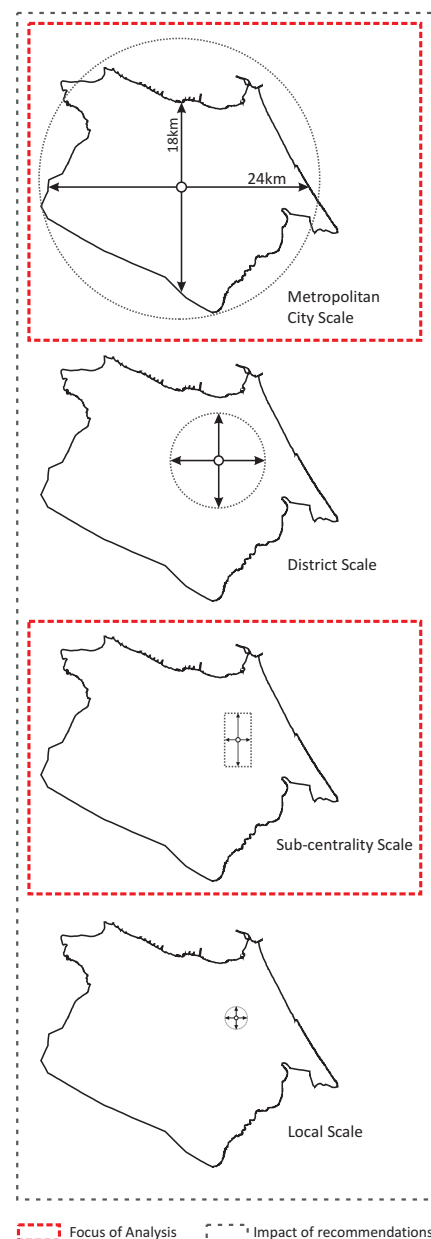 18km
24km
Metropolitan
City Scale
District Scale
Sub-centrality Scale
Local Scale
Focus of Analysis
Impact of recommendations